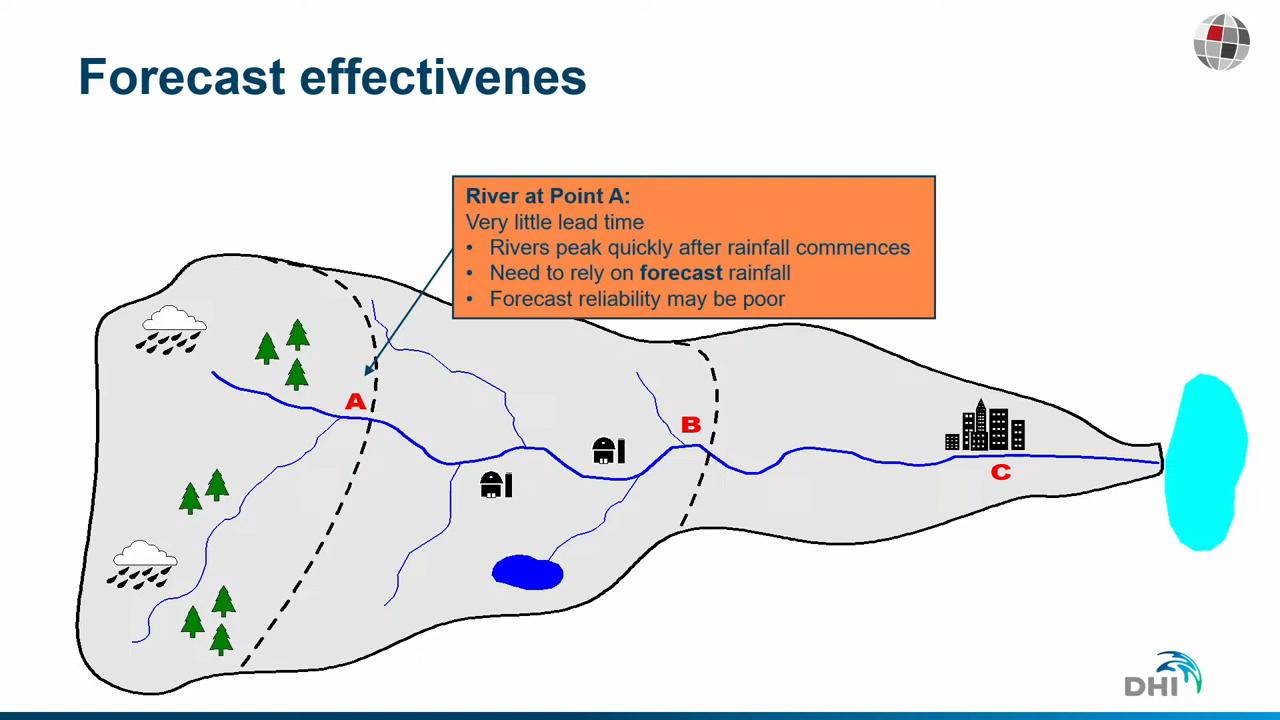 Forecast effectivenes
River at Point A:
Very little lead time
• Rivers peak quickly after rainfall commences
• Need to rely on forecast rainfall
• Forecast reliability may be poor
A
B
C
DHI